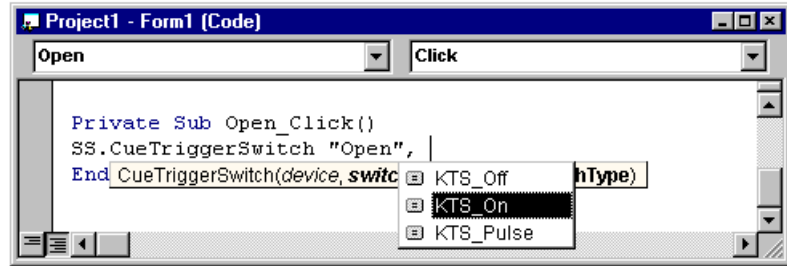 Project1 - Form1 (Code)
Open Click
Private Sub Open_Click()
SS.CueTriggerSwitch "Open",
End CueTriggerSwitch(device, switc hType)
KTS_Off
KTS_On
KTS_Pulse